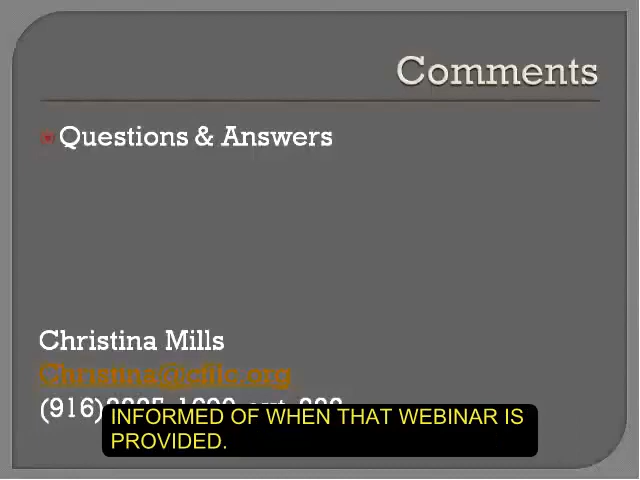 Comments
Questions & Answers
Christina Mills
Christina@cfilc.org
(916)
INFORMED OF WHEN THAT WEBINAR IS
PROVIDED.